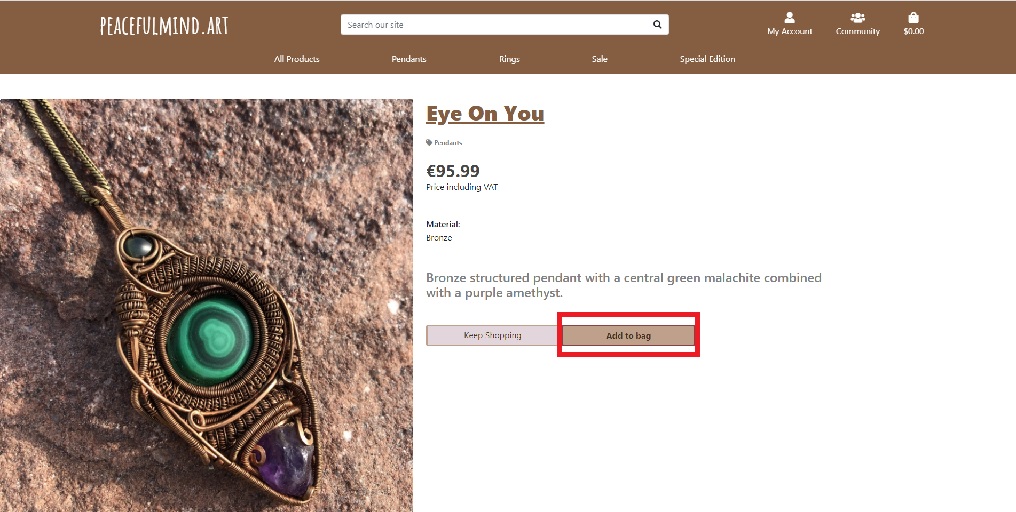 PEACEFULMIND.ART
Search our site
My Account
Community
$0.00
All Products
Pendants
Rings
Sale
Special Edition
Eye On You
Pendants
€95.99
Price including VAT
Material:
Bronze
Bronze structured pendant with a central green malachite combined
with a purple amethyst.
Keep Shopping
Add to bag